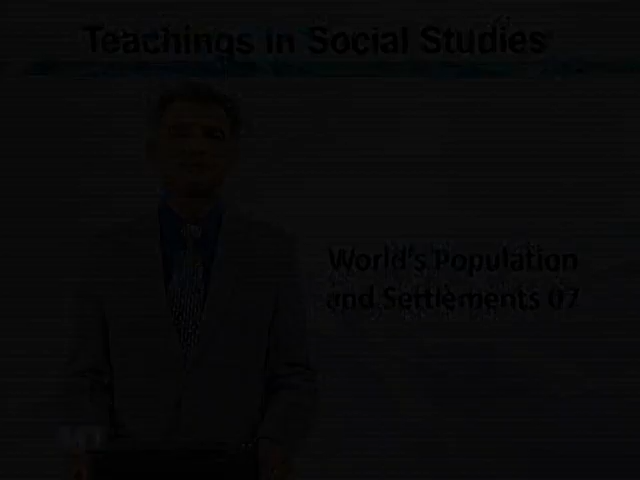 Teachings in Social Studies
World's Population
and Settlements 07